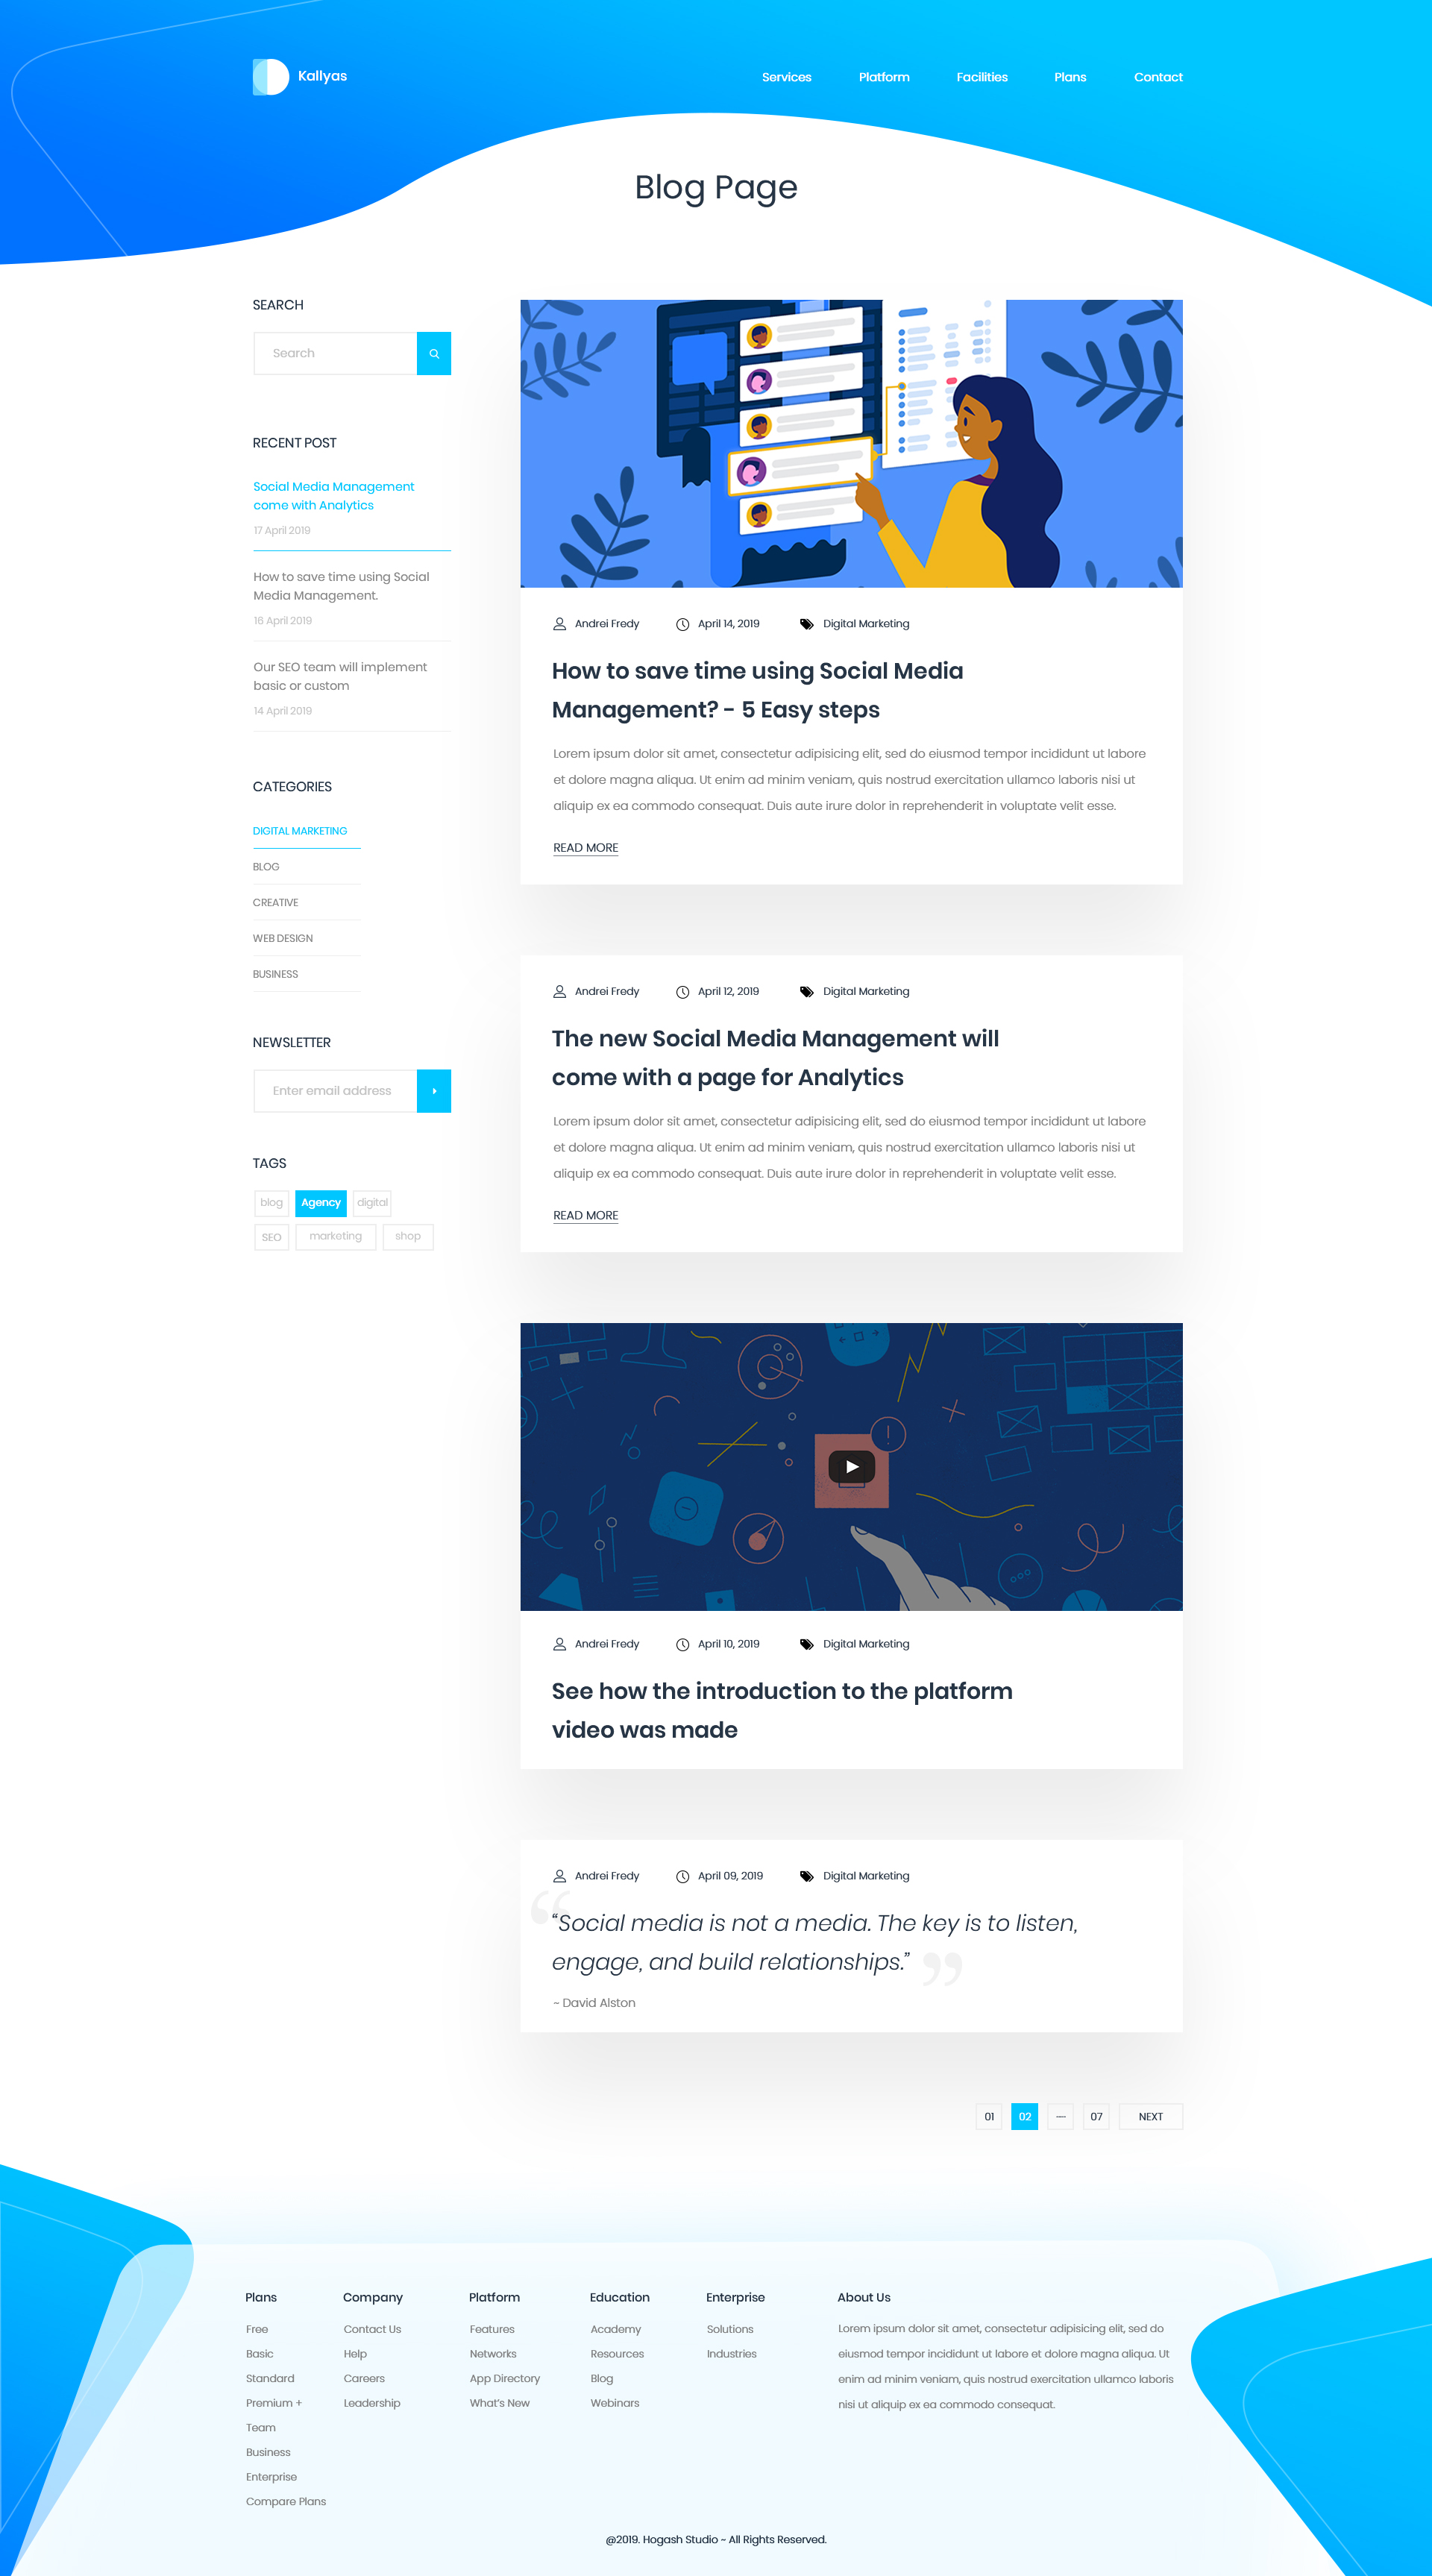 Kallyas
Services Platform Facilities Plans Contact
Blog Page
SEARCH
Search
RECENT POST
Social Media Management
come with Analytics
17 April 2019
How to save time using Social
Media Management.
16 April 2019
Our SEO team will implement
basic or custom
14 April 2019
CATEGORIES
DIGITAL MARKETING
BLOG
CREATIVE
WEB DESIGN
BUSINESS
NEWSLETTER
Enter email address
TAGS
blog Agency digital
SEO marketing shop
Andrei Fredy April 14, 2019 Digital Marketing
How to save time using Social Media
Management? - 5 Easy steps
Lorem ipsum dolor sit amet, consectetur adipisicing elit, sed do eiusmod tempor incididunt ut labore
et dolore magna aliqua. Ut enim ad minim veniam, quis nostrud exercitation ullamco laboris nisi ut
aliquip ex ea commodo consequat. Duis aute irure dolor in reprehenderit in voluptate velit esse.
READ MORE
Andrei Fredy April 12, 2019 Digital Marketing
The new Social Media Management will
come with a page for Analytics
Lorem ipsum dolor sit amet, consectetur adipisicing elit, sed do eiusmod tempor incididunt ut labore
et dolore magna aliqua. Ut enim ad minim veniam, quis nostrud exercitation ullamco laboris nisi ut
aliquip ex ea commodo consequat. Duis aute irure dolor in reprehenderit in voluptate velit esse.
READ MORE
Andrei Fredy April 10, 2019 Digital Marketing
See how the introduction to the platform
video was made
Andrei Fredy April 09, 2019 Digital Marketing
“Social media is not a media. The key is to listen,
engage, and build relationships.”
~ David Alston
01 02 ---- 07 NEXT
Plans
Free
Basic
Standard
Premium +
Team
Business
Enterprise
Compare Plans
Company
Contact Us
Help
Careers
Leadership
Platform
Features
Networks
App Directory
What's New
Education
Academy
Resources
Blog
Webinars
Enterprise
Solutions
Industries
About Us
Lorem ipsum dolor sit amet, consectetur adipisicing elit, sed do
eiusmod tempor incididunt ut labore et dolore magna aliqua. Ut
enim ad minim veniam, quis nostrud exercitation ullamco laboris
nisi ut aliquip ex ea commodo consequat.
@2019. Hogash Studio ~ All Rights Reserved.